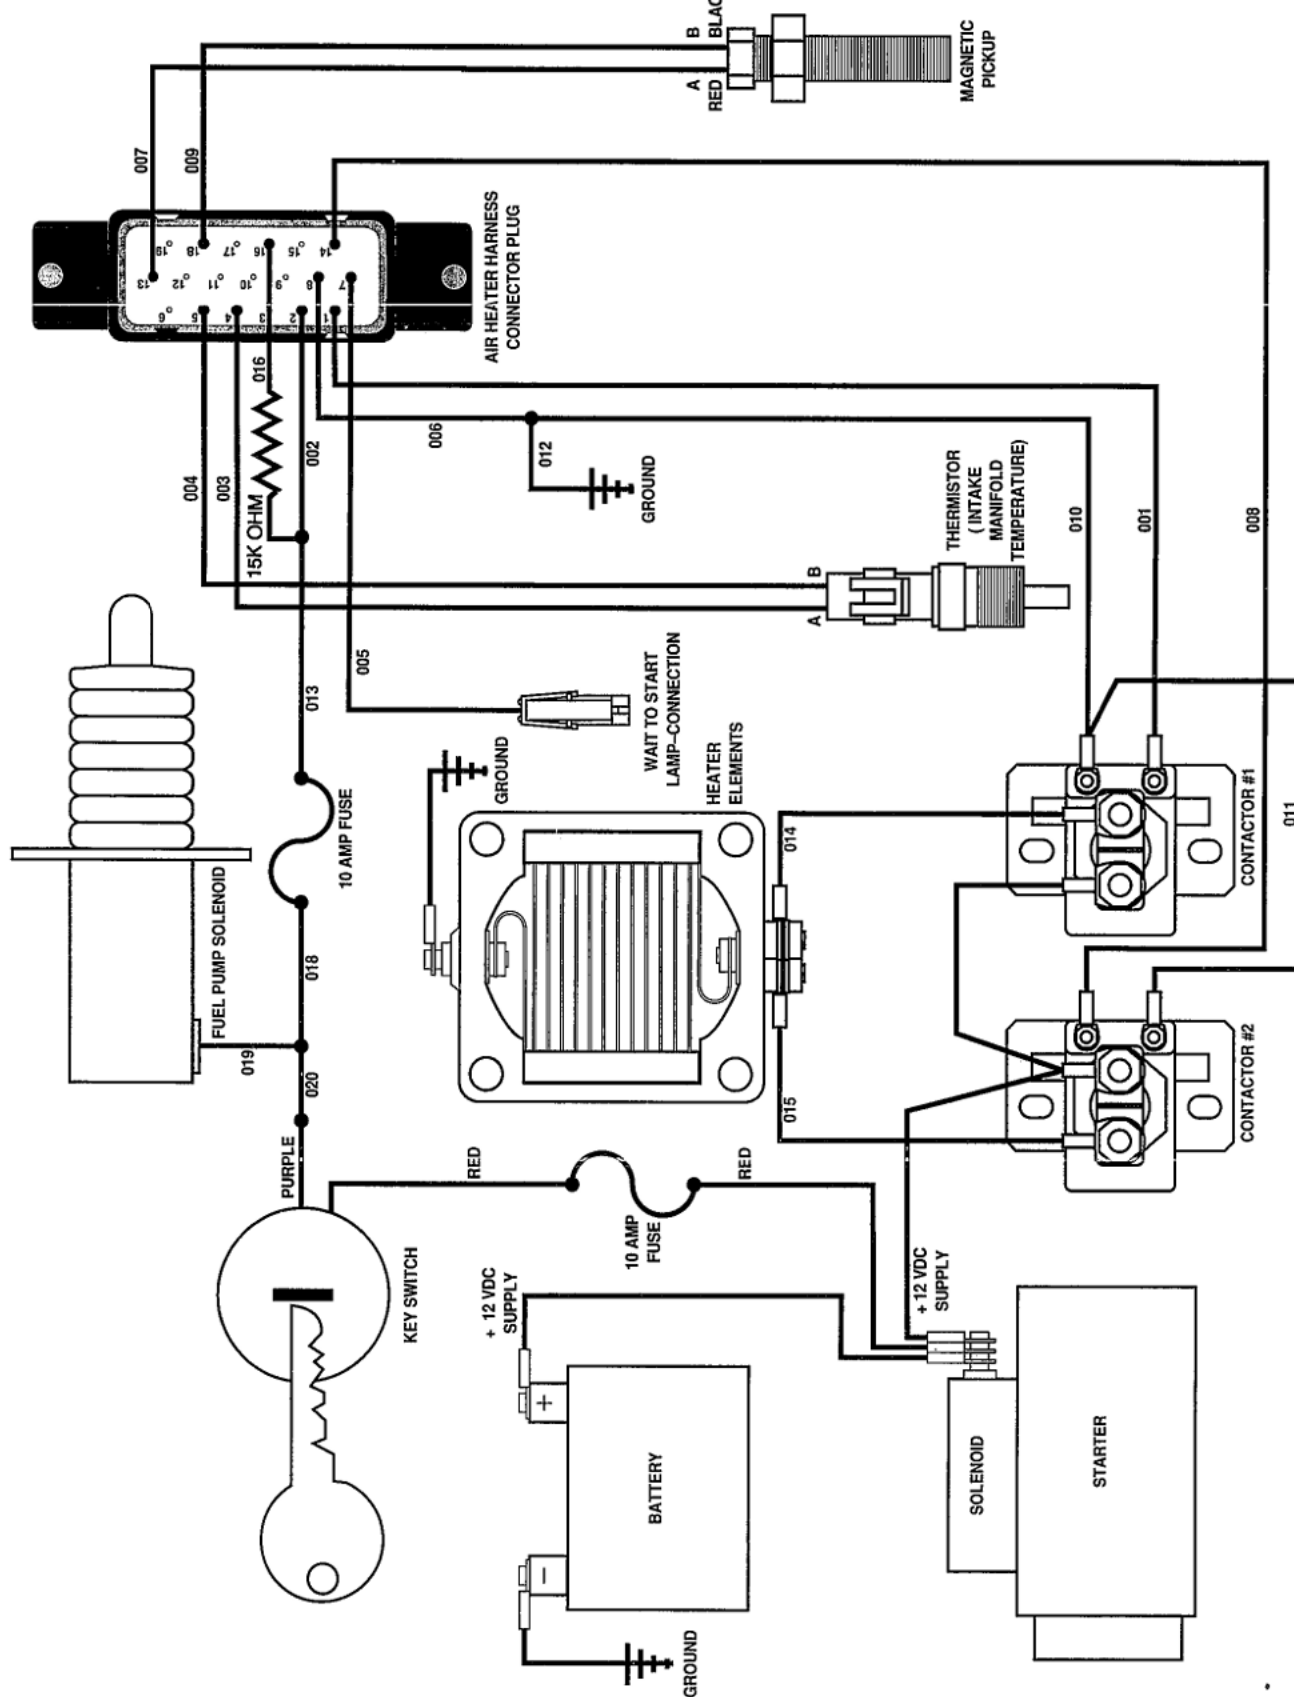 B
BLAC
A
RED
MAGNETIC
PICKUP
007
009
13
19
18
12
17
11
16
10
15
9
14
8
7
6
5
4
3
2
1
AIR HEATER HARNESS
CONNECTOR PLUG
016
15K OHM
004
003
002
006
012
GROUND
THERMISTOR
( INTAKE
MANIFOLD
TEMPERATURE)
B
A
010
001
008
013
005
WAIT TO START
LAMP–CONNECTION
GROUND
HEATER
ELEMENTS
10 AMP FUSE
FUEL PUMP SOLENOID
018
019
020
PURPLE
014
015
CONTACTOR #1
011
CONTACTOR #2
KEY SWITCH
RED
10 AMP
FUSE
RED
+ 12 VDC
SUPPLY
+ 12 VDC
SUPPLY
+
–
BATTERY
GROUND
SOLENOID
STARTER